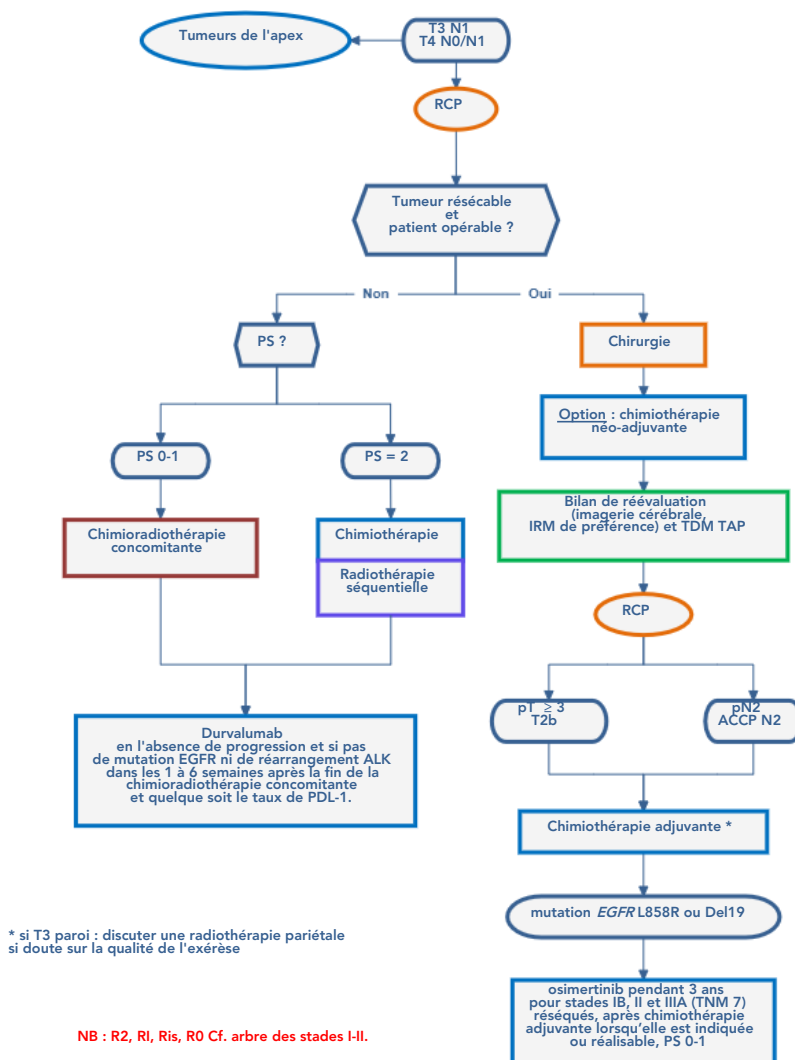 Tumeurs de l'apex
T3 N1
T4 N0/N1
RCP
Tumeur résécable
et
patient opérable ?
Non
Oui
PS ?
Chirurgie
Option : chimiothérapie
néo-adjuvante
PS 0-1
PS = 2
Bilan de réévaluation
(imagerie cérébrale,
IRM de préférence) et TDM TAP
Chimioradiothérapie
concomitante
Chimiothérapie
Radiothérapie
séquentielle
RCP
pT ≥ 3
T2b
pN2
ACCP N2
Durvalumab
en l'absence de progression et si pas
de mutation EGFR ni de réarrangement ALK
dans les 1 à 6 semaines après la fin de la
chimioradiothérapie concomitante
et quelque soit le taux de PDL-1.
Chimiothérapie adjuvante *
mutation EGFR L858R ou Del19
* si T3 paroi : discuter une radiothérapie pariétale
si doute sur la qualité de l'exérèse
osimertinib pendant 3 ans
pour stades IB, II et IIIA (TNM 7)
réséqués, après chimiothérapie
adjuvante lorsqu'elle est indiquée
ou réalisable, PS 0-1
NB : R2, RI, Ris, R0 Cf. arbre des stades I-II.